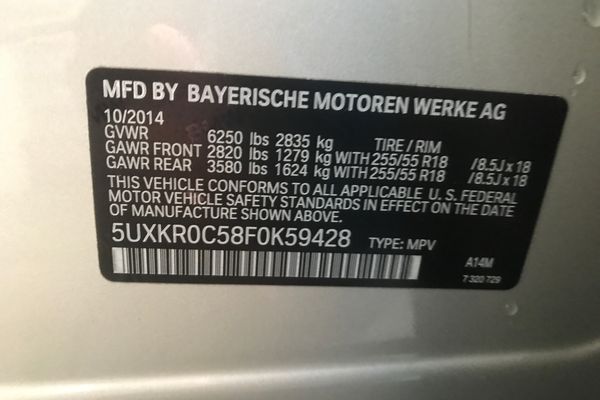 MFD BY BAYERISCHE MOTOREN WERKE AG
10/2014
GVWR 6250 lbs 2835 kg TIRE / RIM
GAWR FRONT 2820 lbs 1279 kg WITH 255/55 R18 /8.5J x 18
GAWR REAR 3580 lbs 1624 kg WITH 255/55 R18 /8.5J x 18
THIS VEHICLE CONFORMS TO ALL APPLICABLE U.S. FEDERAL
MOTOR VEHICLE SAFETY STANDARDS IN EFFECT ON THE DATE OF
MANUFACTURE SHOWN ABOVE.
5UXKR0C58F0K59428 TYPE: MPV
A14M
7 320 729